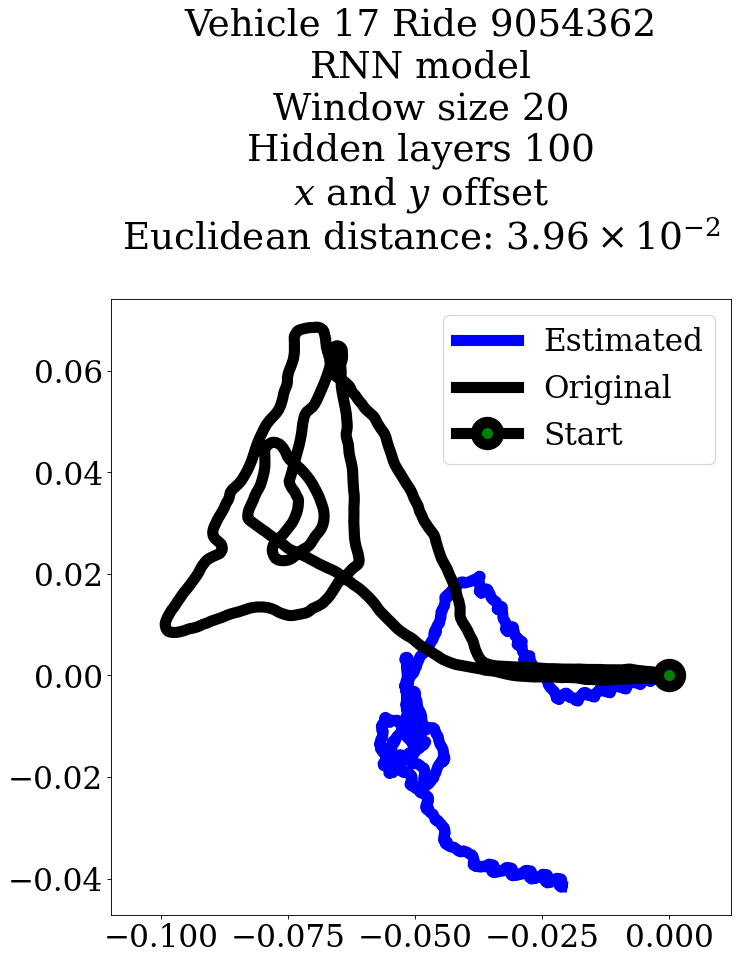 Vehicle 17 Ride 9054362
RNN model
Window size 20
Hidden layers 100
x and y offset
Euclidean distance: 3.96 × 10⁻²
Estimated
Original
Start
0.06
0.04
0.02
0.00
−0.02
−0.04
−0.100 −0.075 −0.050 −0.025 0.000